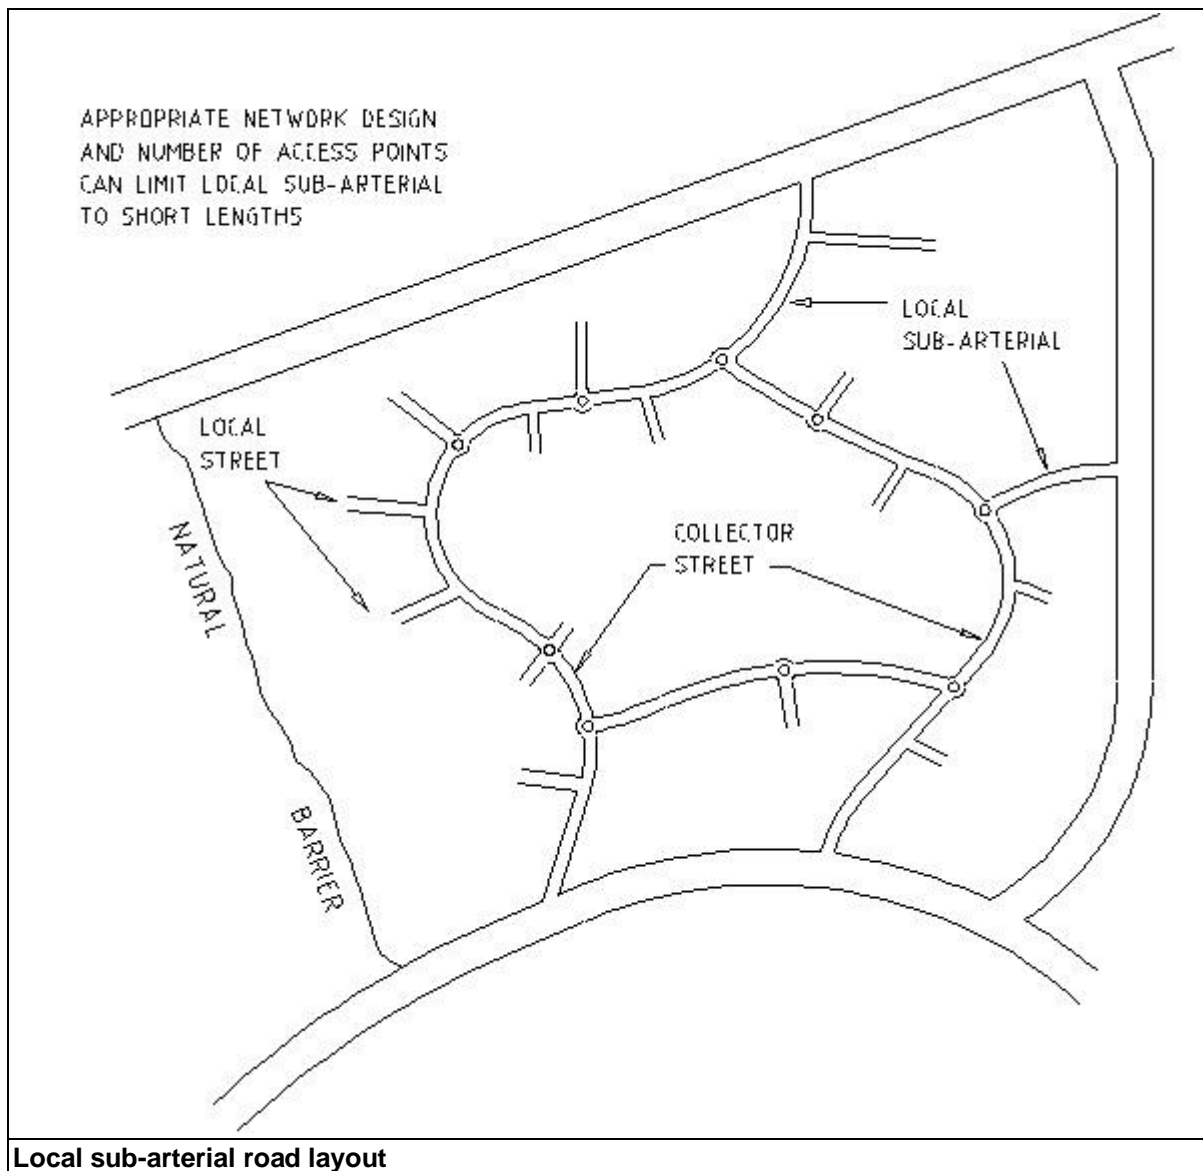 APPROPRIATE NETWORK DESIGN
AND NUMBER OF ACCESS POINTS
CAN LIMIT LOCAL SUB-ARTERIAL
TO SHORT LENGTHS
LOCAL
SUB-ARTERIAL
LOCAL
STREET
COLLECTOR
STREET
NATURAL
BARRIER
Local sub-arterial road layout